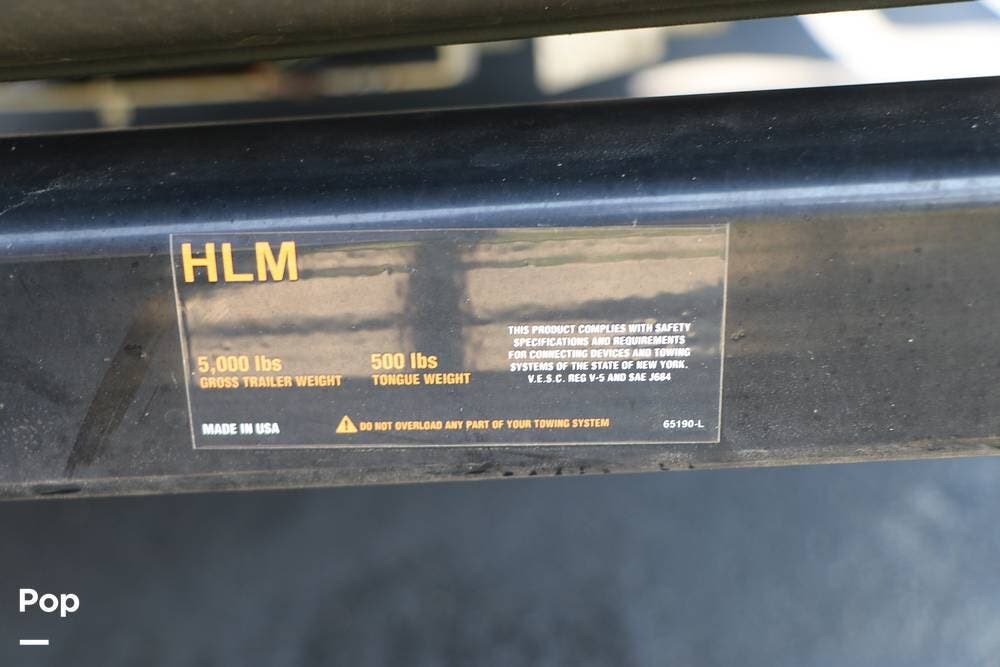 HLM
5,000 lbs
GROSS TRAILER WEIGHT
500 lbs
TONGUE WEIGHT
THIS PRODUCT COMPLIES WITH SAFETY
SPECIFICATIONS AND REQUIREMENTS
FOR CONNECTING DEVICES AND TOWING
SYSTEMS OF THE STATE OF NEW YORK.
V.E.S.C. REG V-5 AND SAE J684
MADE IN USA
DO NOT OVERLOAD ANY PART OF YOUR TOWING SYSTEM
65190-L
Pop